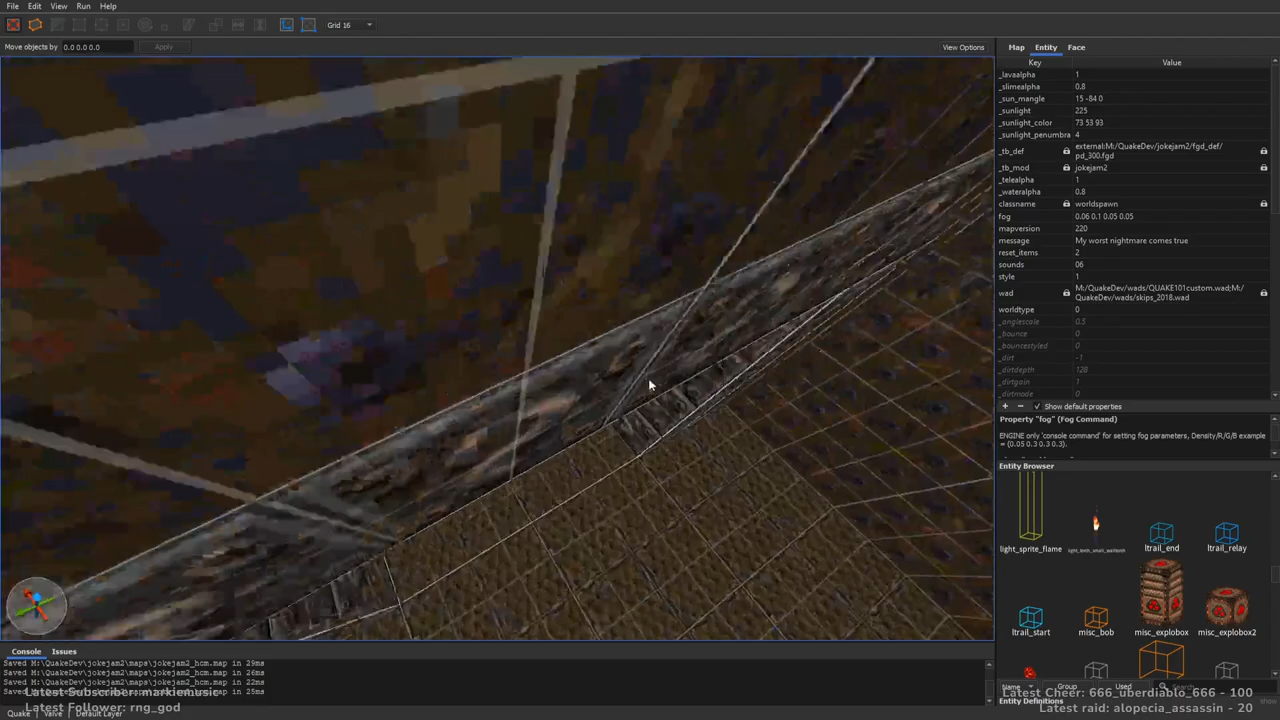 File Edit View Run Help
Grid 16
Move objects by 0.0 0.0 0.0 Apply View Options
Map Entity Face
Key Value
_lavaalpha 1
_slimealpha 0.8
_sun_mangle 15 -84 0
_sunlight 225
_sunlight_color 73 53 93
_sunlight_penumbra 4
_tb_def external:M:/QuakeDev/jokejam2/fgd_def/
pd_300.fgd
_tb_mod jokejam2
_telealpha 1
_wateralpha 0.8
classname worldspawn
fog 0.06 0.1 0.05 0.05
mapversion 220
message My worst nightmare comes true
reset_items 2
sounds 06
style 1
wad M:/QuakeDev/wads/QUAKE101custom.wad;M:/
QuakeDev/wads/skips_2018.wad
worldtype 0
_anglescale 0.5
_bounce 0
_bouncestyled 0
_dirt -1
_dirtdepth 128
_dirtgain 1
_dirtmode 0
Show default properties
Property "fog" (Fog Command)
ENGINE only 'console command' for setting fog parameters, Density/R/G/B example
= (0.05 0.3 0.3 0.3).
Entity Browser
light_sprite_flame light_torch_small_walltorch ltrail_end ltrail_relay
ltrail_start misc_bob misc_explobox misc_explobox2
Name Group Used Search
Entity Definitions
Console Issues
Saved M:\QuakeDev\jokejam2\maps\jokejam2_hcm.map in 29ms
Saved M:\QuakeDev\jokejam2\maps\jokejam2_hcm.map in 26ms
Saved M:\QuakeDev\jokejam2\maps\jokejam2_hcm.map in 22ms
Saved M:\QuakeDev\jokejam2\maps\jokejam2_hcm.map in 25ms
Latest Subscriber: markiemusic
Latest Follower: rng_god
Latest Cheer: 666_uberdiablo_666 - 100
Latest raid: alopecia_assassin - 20
Quake Valve Default Layer